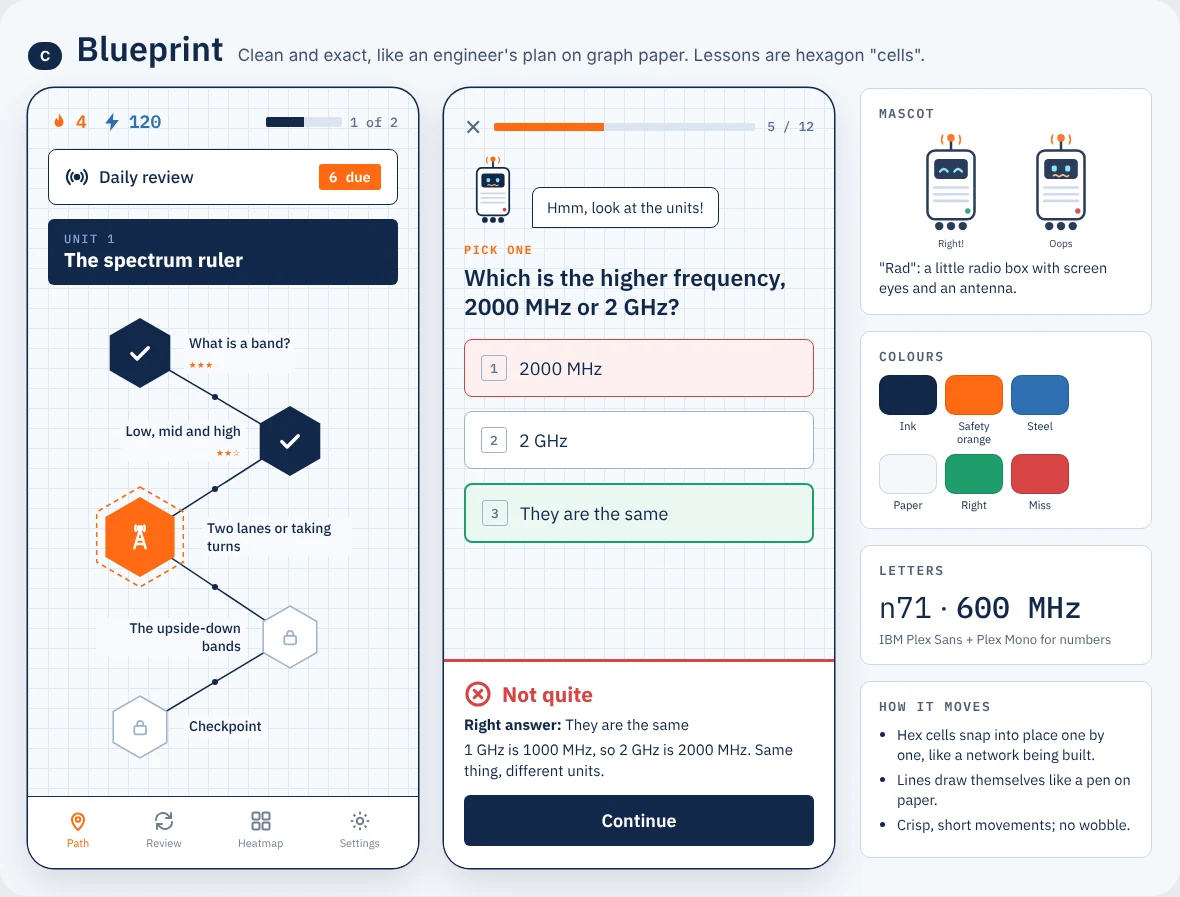 C Blueprint Clean and exact, like an engineer's plan on graph paper. Lessons are hexagon "cells".
4 120 1 of 2
Daily review 6 due
UNIT 1
The spectrum ruler
What is a band?
★★★
Low, mid and high
★★☆
Two lanes or taking
turns
The upside-down
bands
Checkpoint
Path Review Heatmap Settings
5 / 12
Hmm, look at the units!
PICK ONE
Which is the higher frequency,
2000 MHz or 2 GHz?
1 2000 MHz
2 2 GHz
3 They are the same
Not quite
Right answer: They are the same
1 GHz is 1000 MHz, so 2 GHz is 2000 MHz. Same
thing, different units.
Continue
MASCOT
Right! Oops
"Rad": a little radio box with screen
eyes and an antenna.
COLOURS
Ink Safety Steel
orange
Paper Right Miss
LETTERS
n71 · 600 MHz
IBM Plex Sans + Plex Mono for numbers
HOW IT MOVES
• Hex cells snap into place one by
one, like a network being built.
• Lines draw themselves like a pen on
paper.
• Crisp, short movements; no wobble.